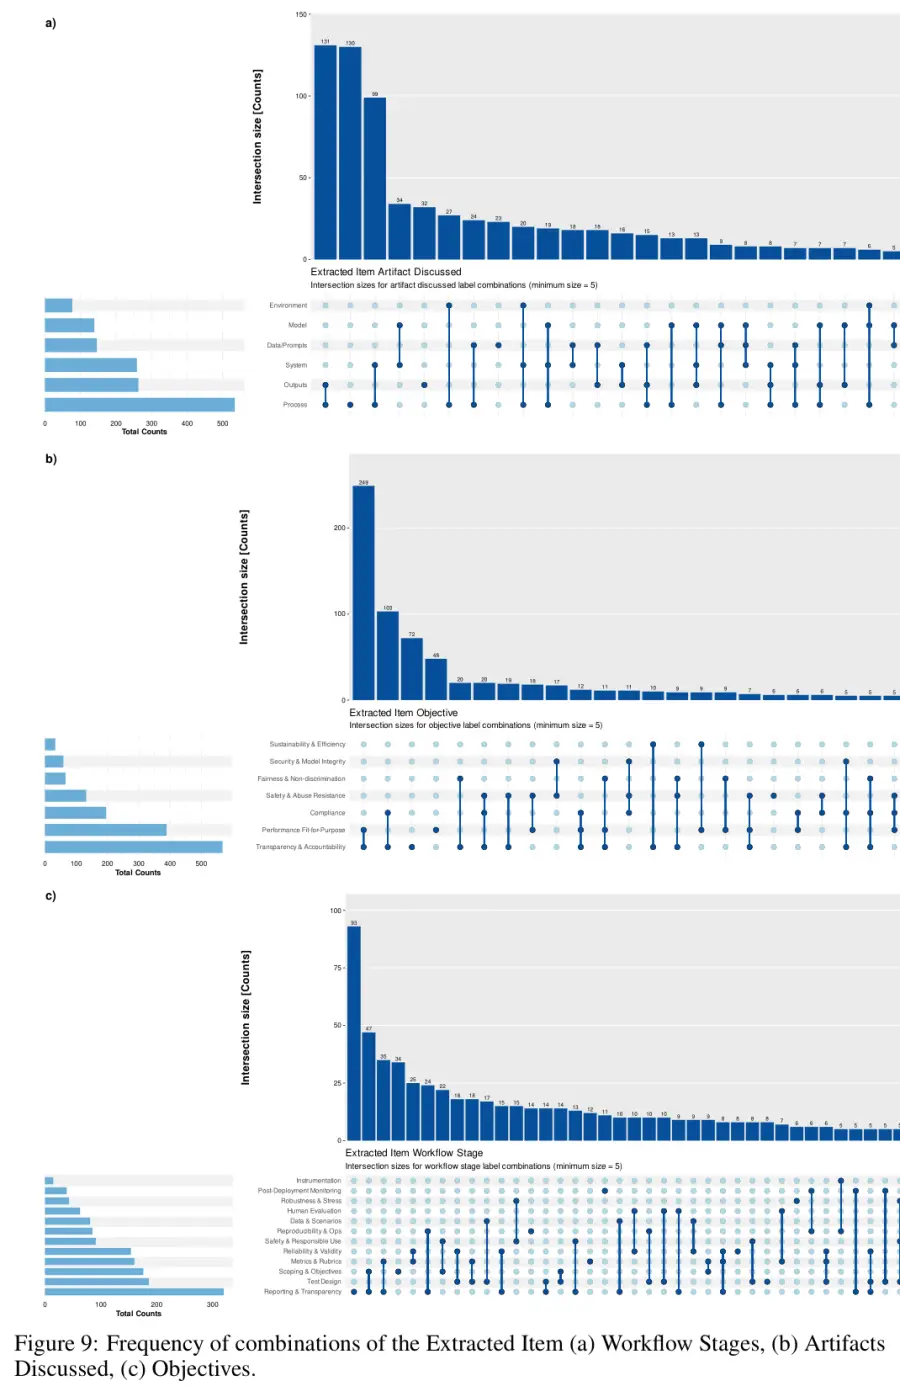 a)
150
100
50
0
Intersection size [Counts]
131 130 99 34 32 27 24 23 20 19 18 18 16 15 13 13 9 8 8 7 7 7 6 5
Extracted Item Artifact Discussed
Intersection sizes for artifact discussed label combinations (minimum size = 5)
Environment
Model
Data/Prompts
System
Outputs
Process
0 100 200 300 400 500
Total Counts
b)
200
100
0
Intersection size [Counts]
249 103 72 48 20 20 19 18 17 12 11 11 10 9 9 9 7 6 6 6 5 5 5
Extracted Item Objective
Intersection sizes for objective label combinations (minimum size = 5)
Sustainability & Efficiency
Security & Model Integrity
Fairness & Non-discrimination
Safety & Abuse Resistance
Compliance
Performance Fit-for-Purpose
Transparency & Accountability
0 100 200 300 400 500
Total Counts
c)
100
75
50
25
0
Intersection size [Counts]
93 47 35 34 25 24 22 18 18 17 15 15 14 14 14 13 12 11 10 10 10 10 9 9 9 8 8 8 8 7 6 6 6 5 5 5 5 5
Extracted Item Workflow Stage
Intersection sizes for workflow stage label combinations (minimum size = 5)
Instrumentation
Post-Deployment Monitoring
Robustness & Stress
Human Evaluation
Data & Scenarios
Reproducibility & Ops
Safety & Responsible Use
Reliability & Validity
Metrics & Rubrics
Scoping & Objectives
Test Design
Reporting & Transparency
0 100 200 300
Total Counts
Figure 9: Frequency of combinations of the Extracted Item (a) Workflow Stages, (b) Artifacts
Discussed, (c) Objectives.